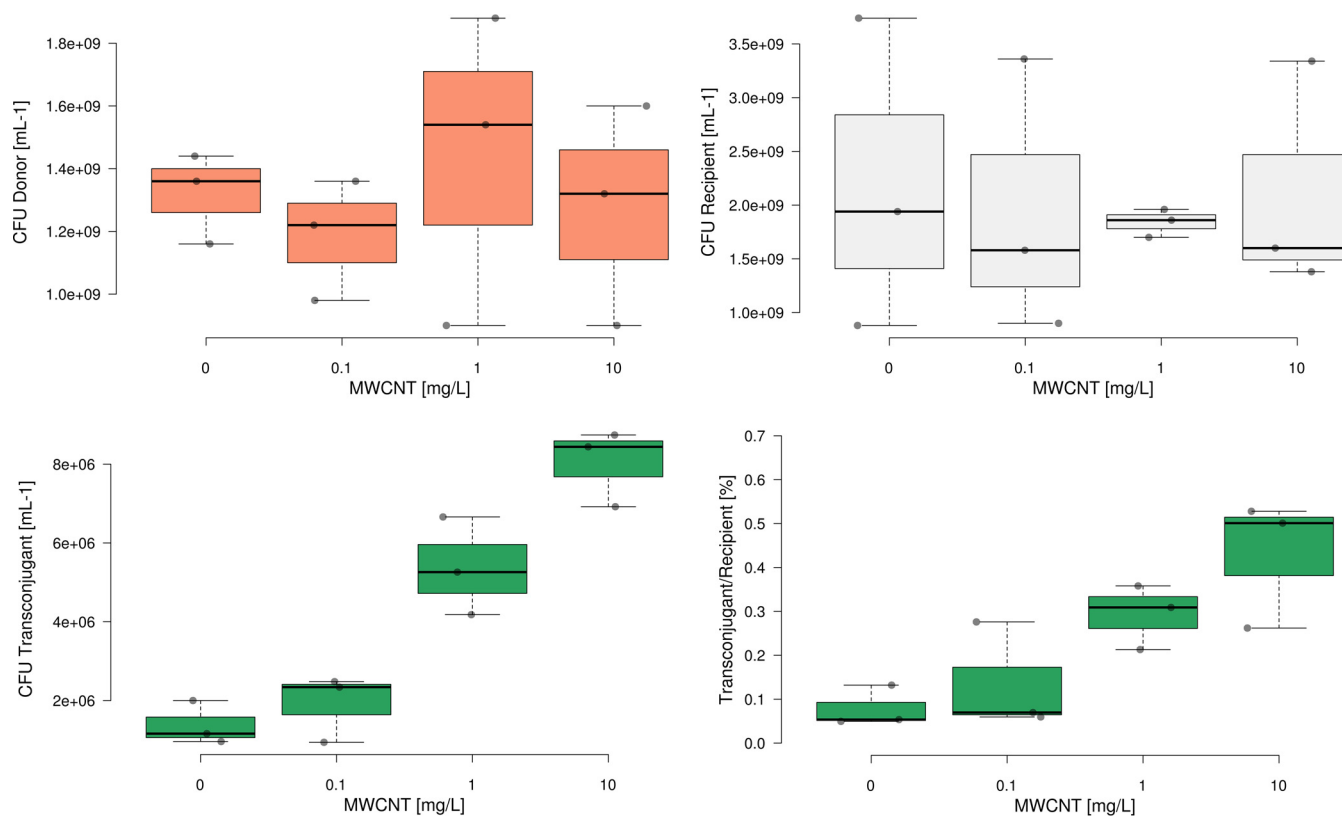 CFU Donor [mL-1]
1.8e+09
1.6e+09
1.4e+09
1.2e+09
1.0e+09
0 0.1 1 10
MWCNT [mg/L]
CFU Recipient [mL-1]
3.5e+09
3.0e+09
2.5e+09
2.0e+09
1.5e+09
1.0e+09
0 0.1 1 10
MWCNT [mg/L]
CFU Transconjugant [mL-1]
8e+06
6e+06
4e+06
2e+06
0 0.1 1 10
MWCNT [mg/L]
Transconjugant/Recipient [%]
0.7
0.6
0.5
0.4
0.3
0.2
0.1
0.0
0 0.1 1 10
MWCNT [mg/L]